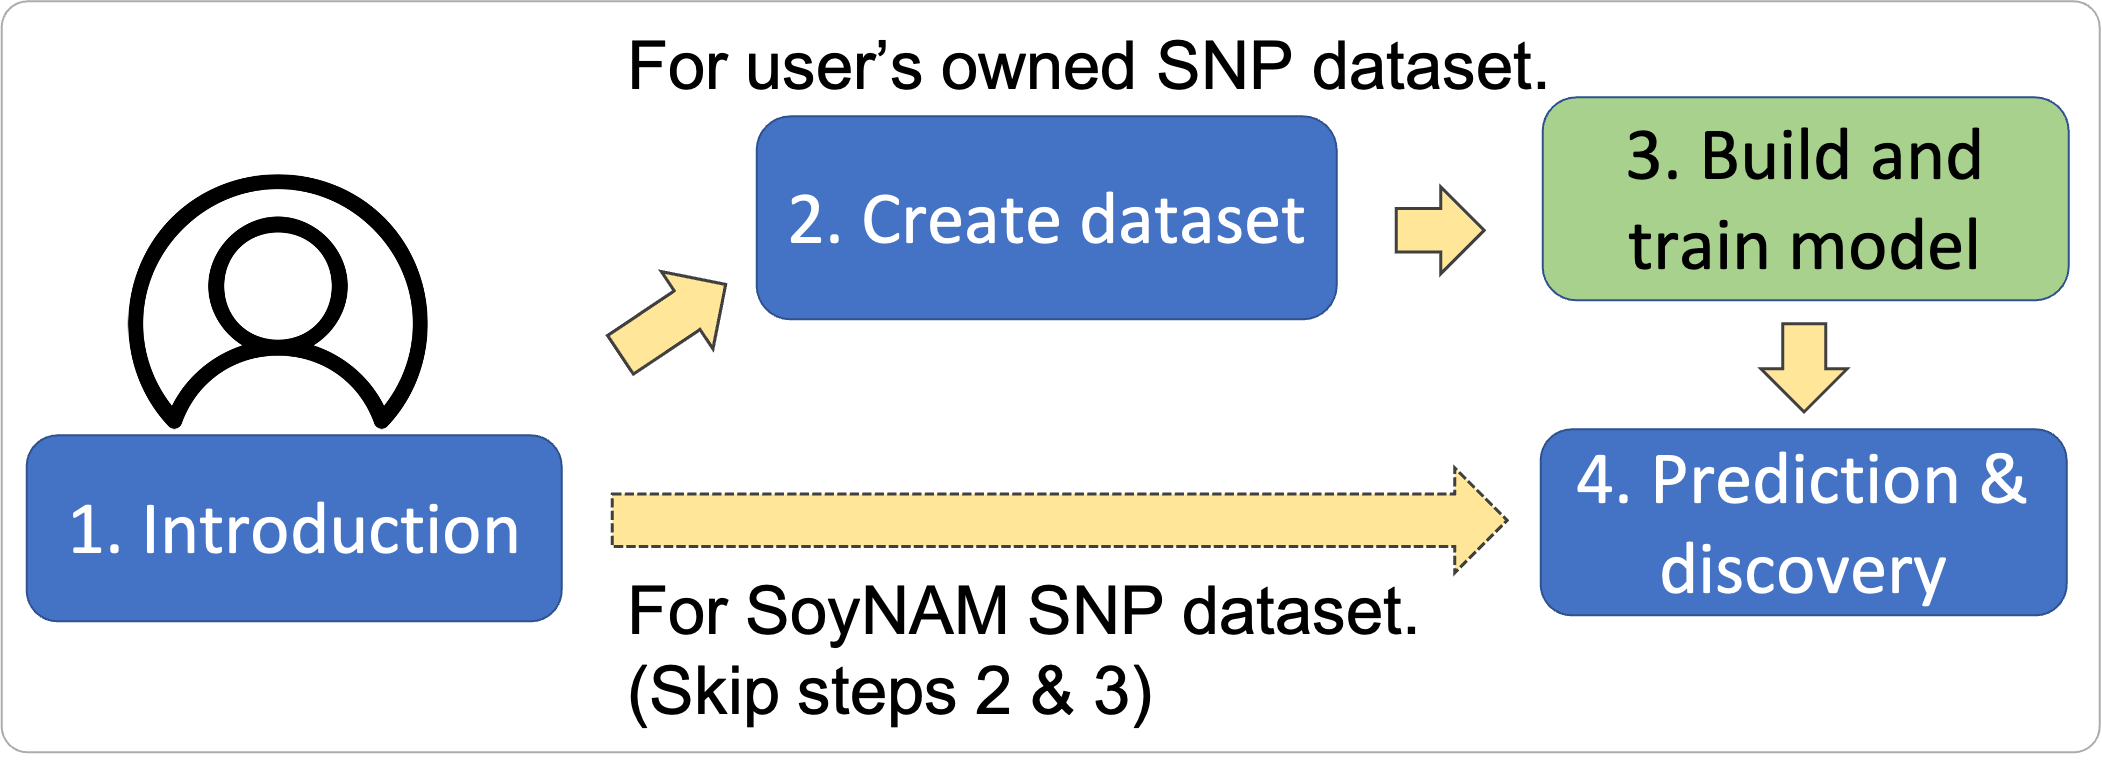 For user’s owned SNP dataset.
2. Create dataset
3. Build and
train model
1. Introduction
4. Prediction &
discovery
For SoyNAM SNP dataset.
(Skip steps 2 & 3)